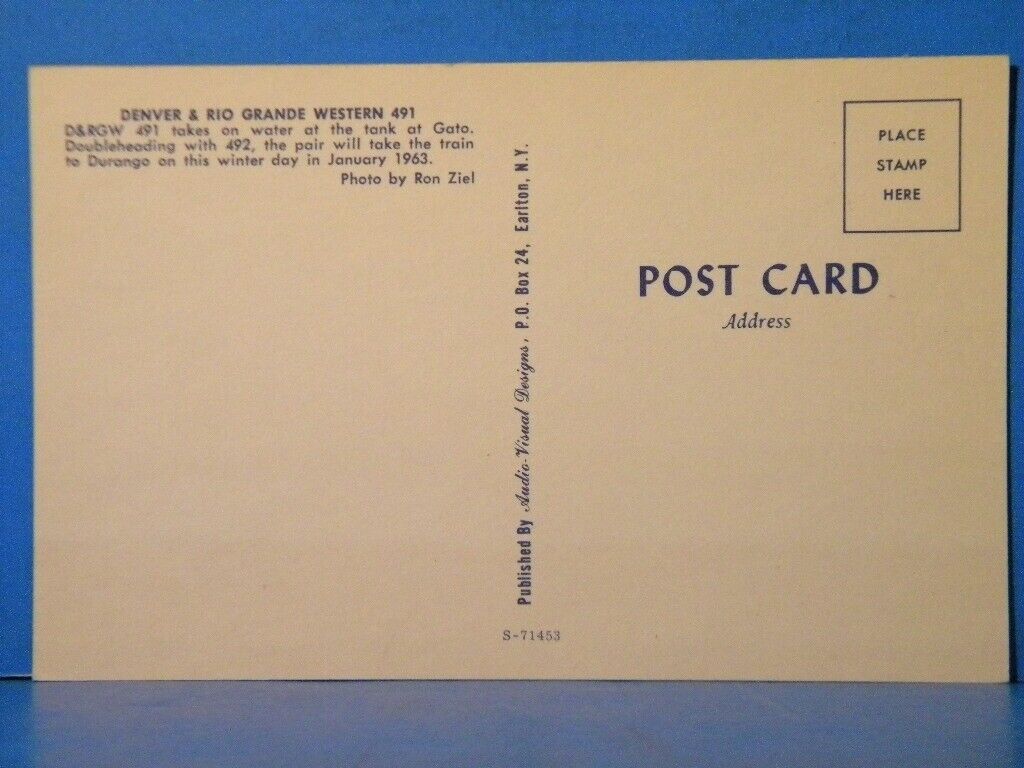 DENVER & RIO GRANDE WESTERN 491
D&RGW 491 takes on water at the tank at Gato.
Doubleheading with 492, the pair will take the train
to Durango on this winter day in January 1963.
Photo by Ron Ziel
Published By Audio-Visual Designs, P.O. Box 24, Earlton, N.Y.
S-71453
PLACE
STAMP
HERE
POST CARD
Address